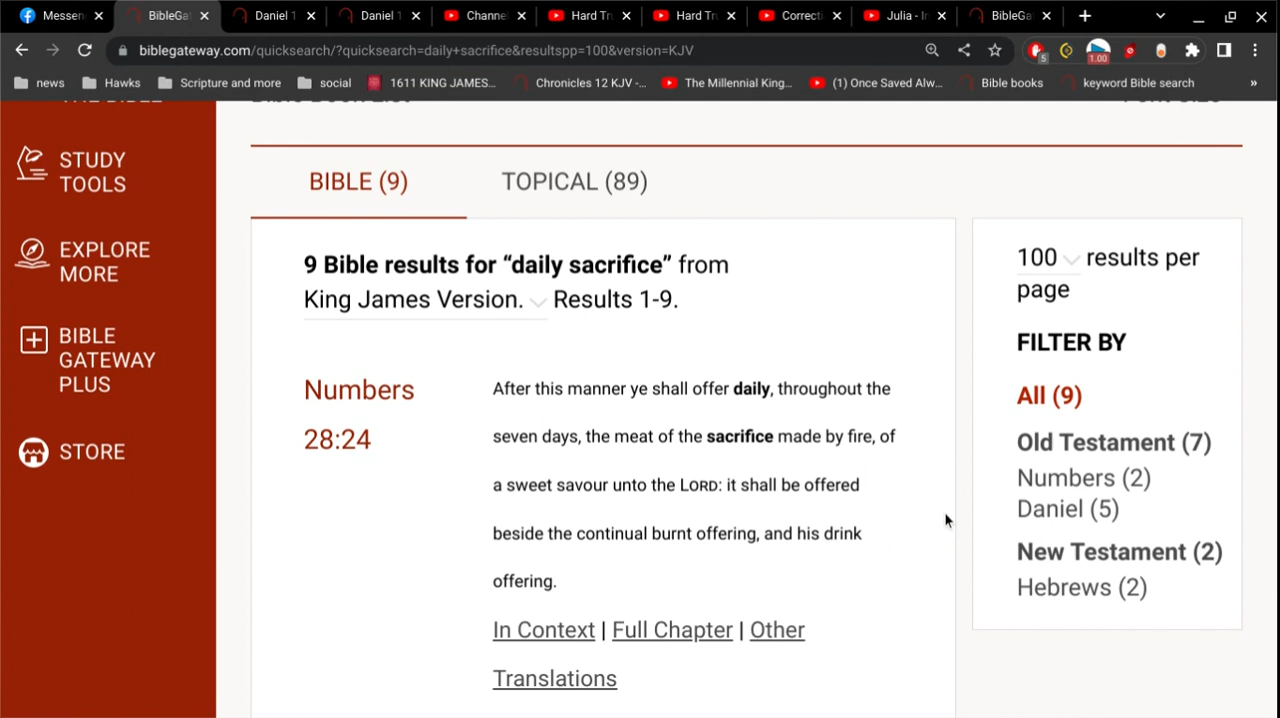 Messen
BibleGa
Daniel 1
Daniel 1
Channe
Hard Tr
Hard Tr
Correcti
Julia - I
BibleGa
biblegateway.com/quicksearch/?quicksearch=daily+sacrifice&resultspp=100&version=KJV
5
1.00
news
Hawks
Scripture and more
social
1611 KING JAMES...
Chronicles 12 KJV -...
The Millennial King...
(1) Once Saved Alw...
Bible books
keyword Bible search
»
STUDY
TOOLS
EXPLORE
MORE
BIBLE
GATEWAY
PLUS
STORE
BIBLE (9)
TOPICAL (89)
9 Bible results for “daily sacrifice” from
King James Version. Results 1-9.
Numbers
28:24
After this manner ye shall offer daily, throughout the
seven days, the meat of the sacrifice made by fire, of
a sweet savour unto the LORD: it shall be offered
beside the continual burnt offering, and his drink
offering.
In Context | Full Chapter | Other
Translations
100 results per
page
FILTER BY
All (9)
Old Testament (7)
Numbers (2)
Daniel (5)
New Testament (2)
Hebrews (2)